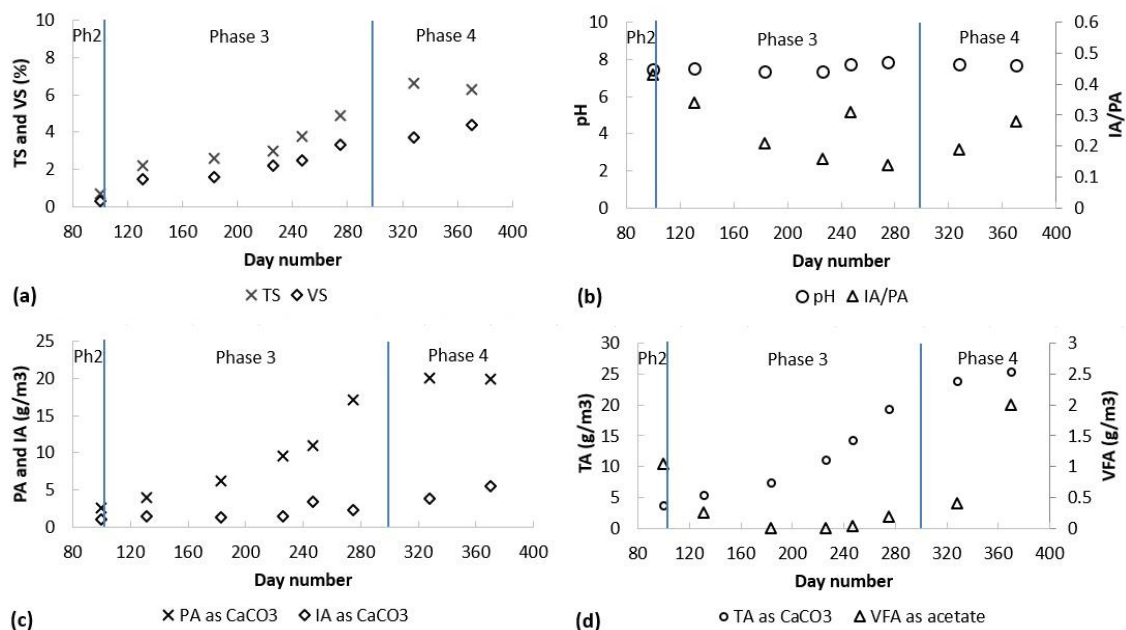 10
8
6
4
2
0
TS and VS (%)
Ph2
Phase 3
Phase 4
80 120 160 200 240 280 320 360 400
Day number
(a)
TS VS
10
8
6
4
2
0
pH
Ph2
Phase 3
Phase 4
0.6
0.5
0.4
0.3
0.2
0.1
0
IA/PA
80 120 160 200 240 280 320 360 400
Day number
(b)
pH IA/PA
25
20
15
10
5
0
PA and IA (g/m3)
Ph2
Phase 3
Phase 4
80 120 160 200 240 280 320 360 400
Day number
(c)
PA as CaCO3 IA as CaCO3
30
25
20
15
10
5
0
TA (g/m3)
Ph2
Phase 3
Phase 4
3
2.5
2
1.5
1
0.5
0
VFA (g/m3)
80 120 160 200 240 280 320 360 400
Day number
(d)
TA as CaCO3 VFA as acetate